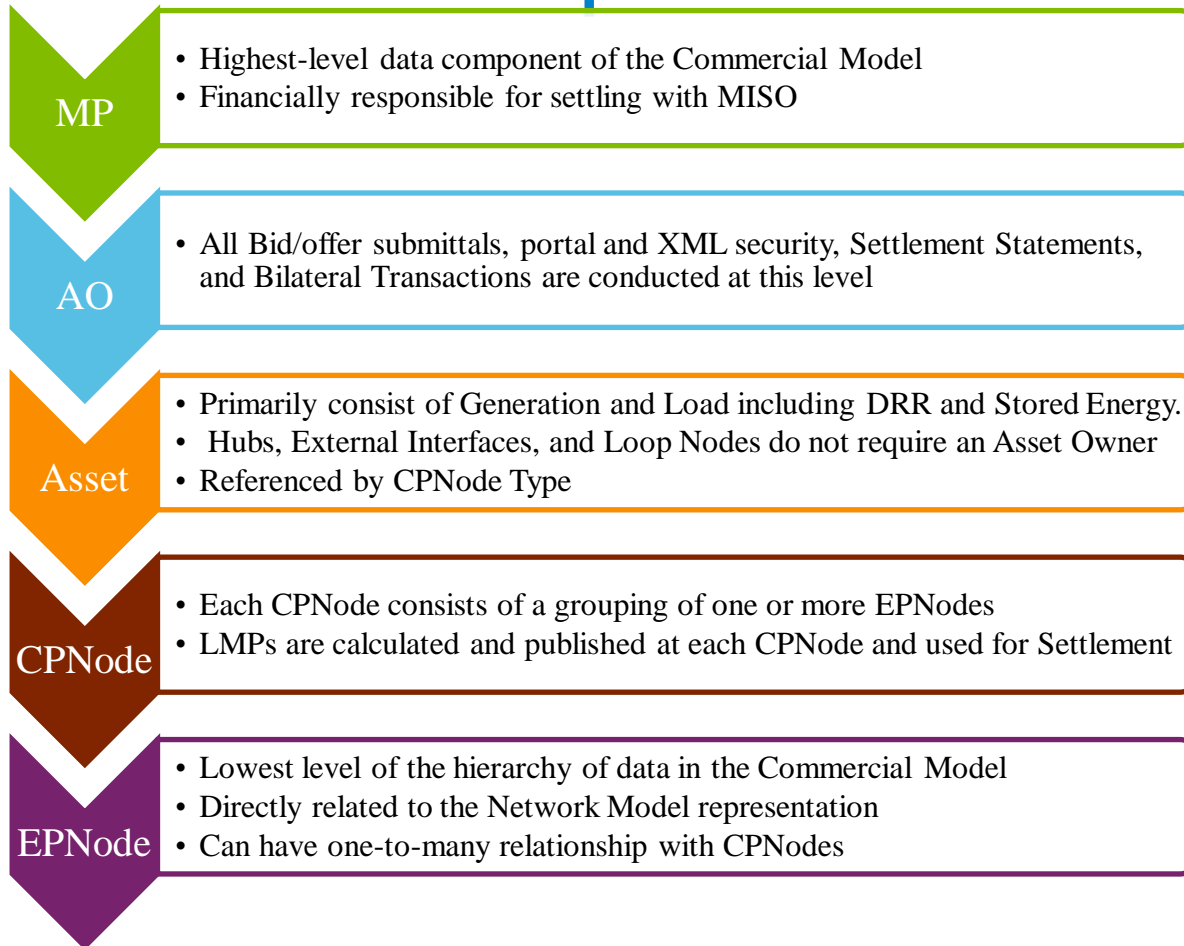 MP
• Highest-level data component of the Commercial Model
• Financially responsible for settling with MISO
AO
• All Bid/offer submittals, portal and XML security, Settlement Statements,
and Bilateral Transactions are conducted at this level
Asset
• Primarily consist of Generation and Load including DRR and Stored Energy.
• Hubs, External Interfaces, and Loop Nodes do not require an Asset Owner
• Referenced by CPNode Type
CPNode
• Each CPNode consists of a grouping of one or more EPNodes
• LMPs are calculated and published at each CPNode and used for Settlement
EPNode
• Lowest level of the hierarchy of data in the Commercial Model
• Directly related to the Network Model representation
• Can have one-to-many relationship with CPNodes